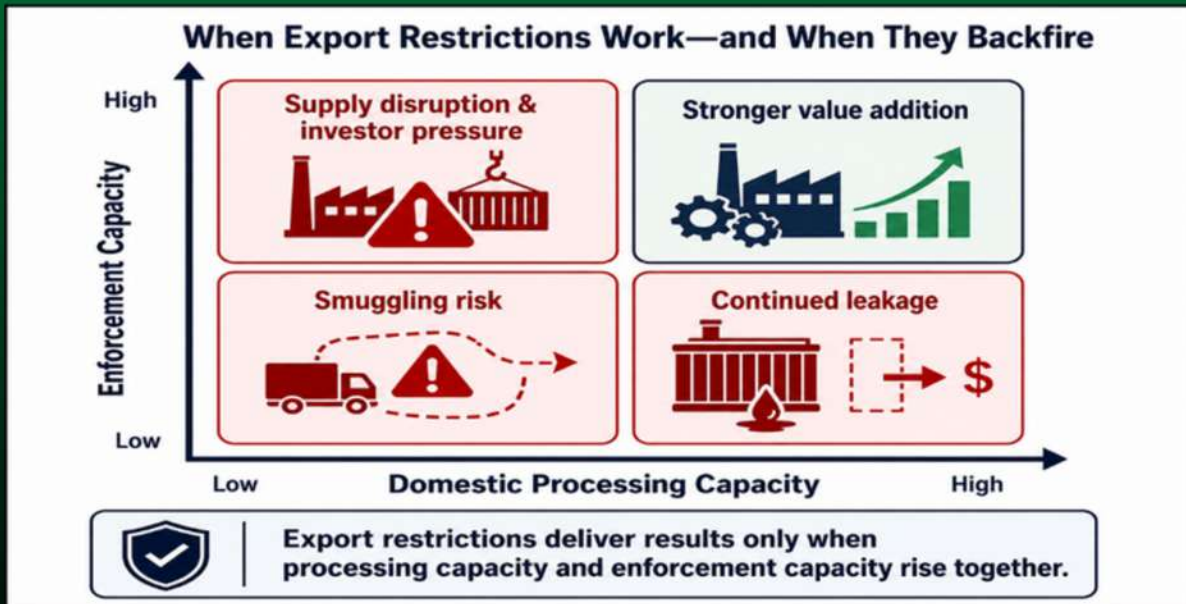 When Export Restrictions Work—and When They Backfire
High
Supply disruption &
investor pressure
Stronger value addition
Enforcement Capacity
Smuggling risk
Continued leakage
$
Low
Low
Domestic Processing Capacity
High
Export restrictions deliver results only when
processing capacity and enforcement capacity rise together.